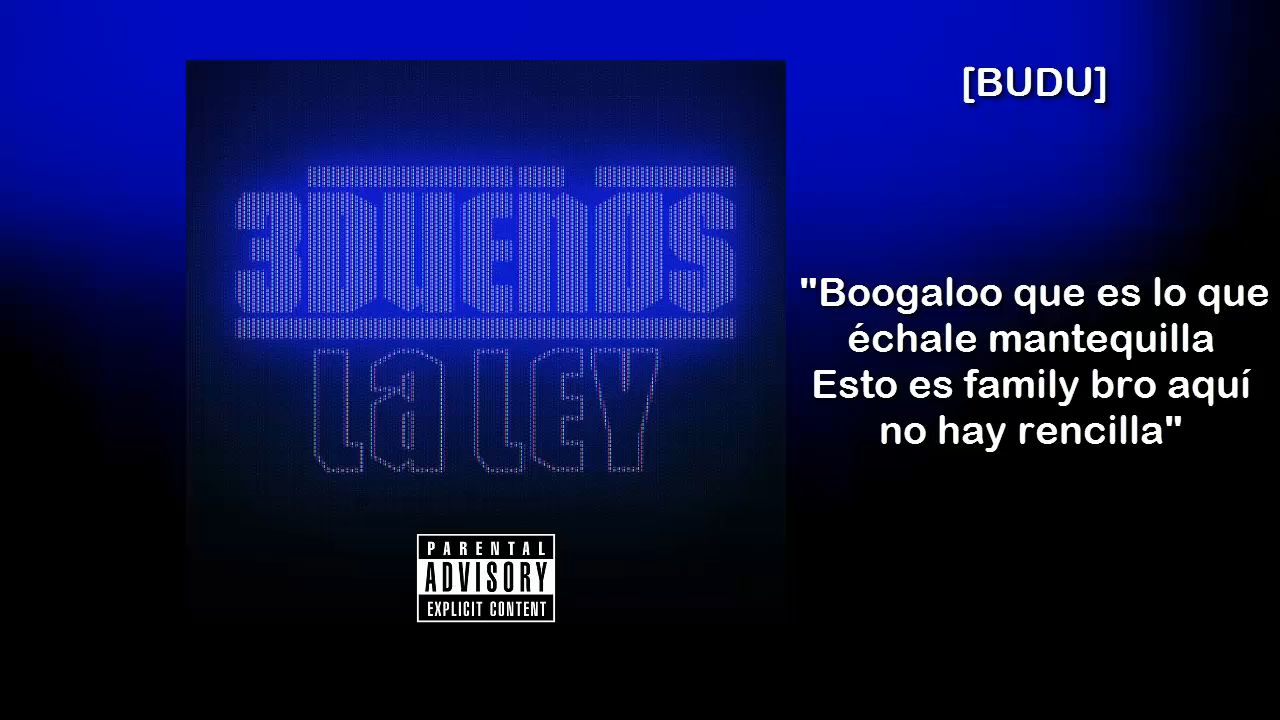 [BUDU]
3DUEÑOS
La LEY
"Boogaloo que es lo que
échale mantequilla
Esto es family bro aquí
no hay rencilla"
PARENTAL
ADVISORY
EXPLICIT CONTENT